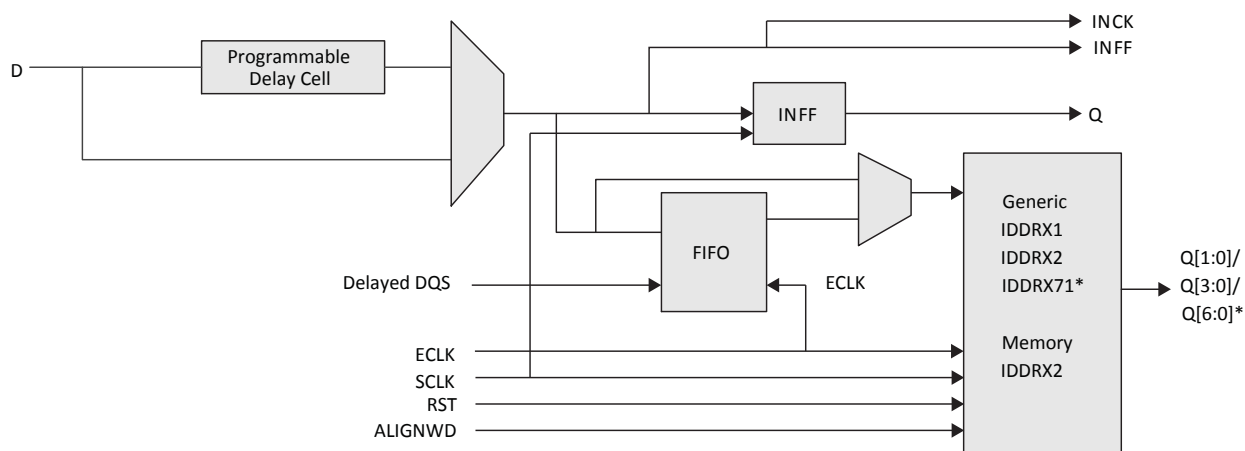 INCK
INFF
D
Programmable
Delay Cell
INFF
Q
Generic
IDDRX1
IDDRX2
IDDRX71*
Memory
IDDRX2
FIFO
Delayed DQS
ECLK
Q[1:0]/
Q[3:0]/
Q[6:0]*
ECLK
SCLK
RST
ALIGNWD